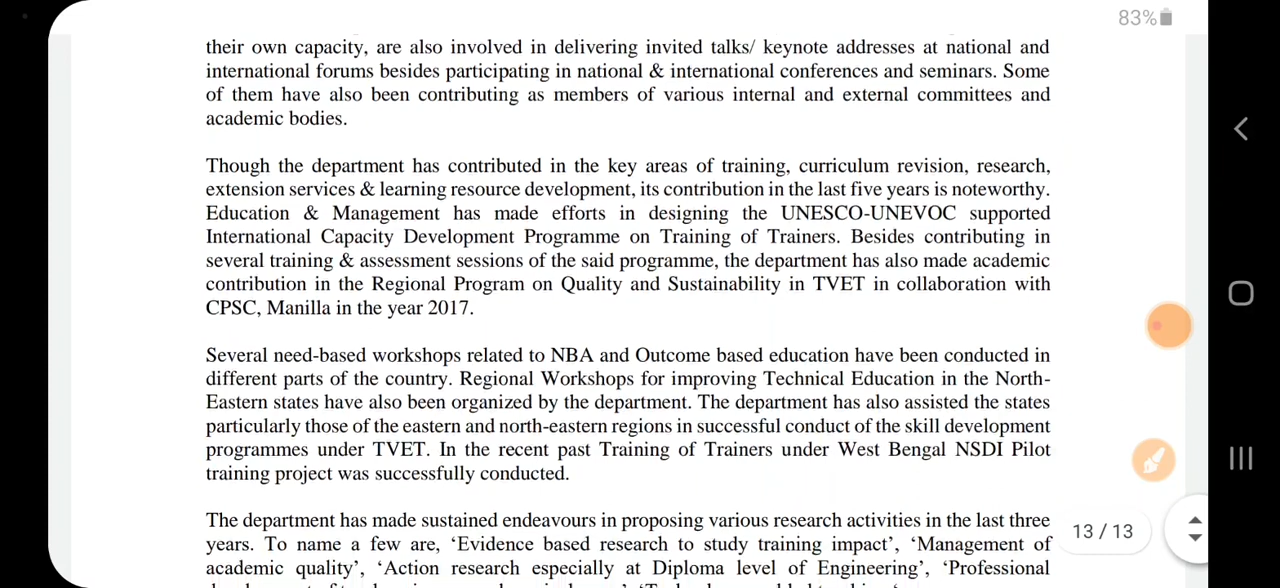 83%
their own capacity, are also involved in delivering invited talks/ keynote addresses at national and
international forums besides participating in national & international conferences and seminars. Some
of them have also been contributing as members of various internal and external committees and
academic bodies.
Though the department has contributed in the key areas of training, curriculum revision, research,
extension services & learning resource development, its contribution in the last five years is noteworthy.
Education & Management has made efforts in designing the UNESCO-UNEVOC supported
International Capacity Development Programme on Training of Trainers. Besides contributing in
several training & assessment sessions of the said programme, the department has also made academic
contribution in the Regional Program on Quality and Sustainability in TVET in collaboration with
CPSC, Manilla in the year 2017.
Several need-based workshops related to NBA and Outcome based education have been conducted in
different parts of the country. Regional Workshops for improving Technical Education in the North-
Eastern states have also been organized by the department. The department has also assisted the states
particularly those of the eastern and north-eastern regions in successful conduct of the skill development
programmes under TVET. In the recent past Training of Trainers under West Bengal NSDI Pilot
training project was successfully conducted.
The department has made sustained endeavours in proposing various research activities in the last three
years. To name a few are, ‘Evidence based research to study training impact’, ‘Management of
academic quality’, ‘Action research especially at Diploma level of Engineering’, ‘Professional
13 / 13